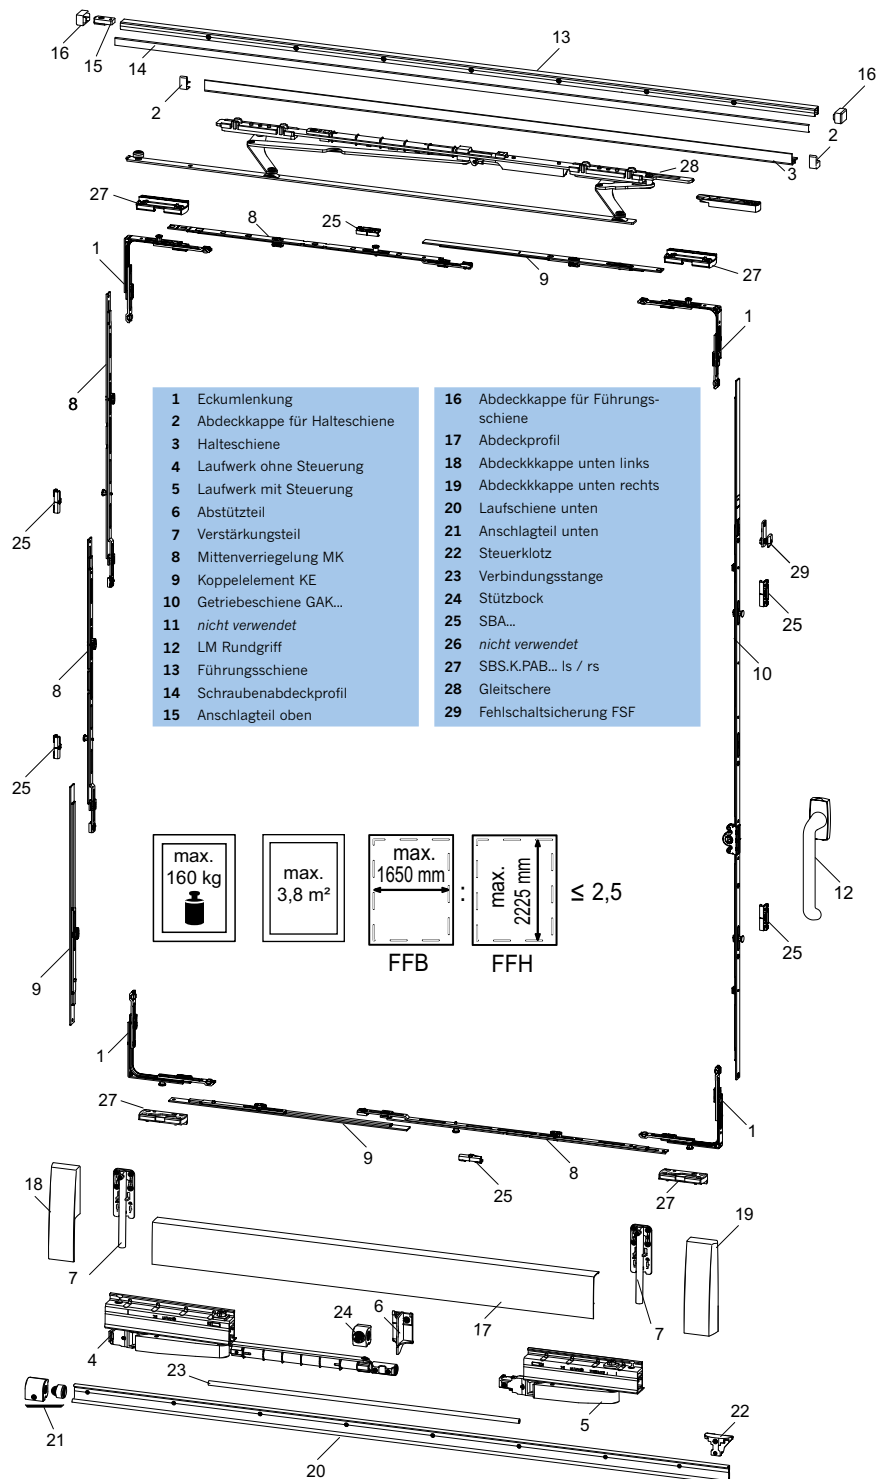 16
15
14
13
16
2
2
3
28
27
8
25
9
27
1
1
8
25
8
25
9
29
25
10
12
25
1 Eckumlenkung
2 Abdeckkappe für Halteschiene
3 Halteschiene
4 Laufwerk ohne Steuerung
5 Laufwerk mit Steuerung
6 Abstützteil
7 Verstärkungsteil
8 Mittenverriegelung MK
9 Koppelelement KE
10 Getriebeschiene GAK...
11 nicht verwendet
12 LM Rundgriff
13 Führungsschiene
14 Schraubenabdeckprofil
15 Anschlagteil oben
16 Abdeckkappe für Führungs-
schiene
17 Abdeckprofil
18 Abdeckkkappe unten links
19 Abdeckkkappe unten rechts
20 Laufschiene unten
21 Anschlagteil unten
22 Steuerklotz
23 Verbindungsstange
24 Stützbock
25 SBA...
26 nicht verwendet
27 SBS.K.PAB... ls / rs
28 Gleitschere
29 Fehlschaltsicherung FSF
max.
160 kg
max.
3,8 m²
max.
1650 mm
FFB
:
max.
2225 mm
FFH
≤ 2,5
1
27
9
25
8
1
27
18
7
17
7
19
4
24
6
23
5
21
20
22